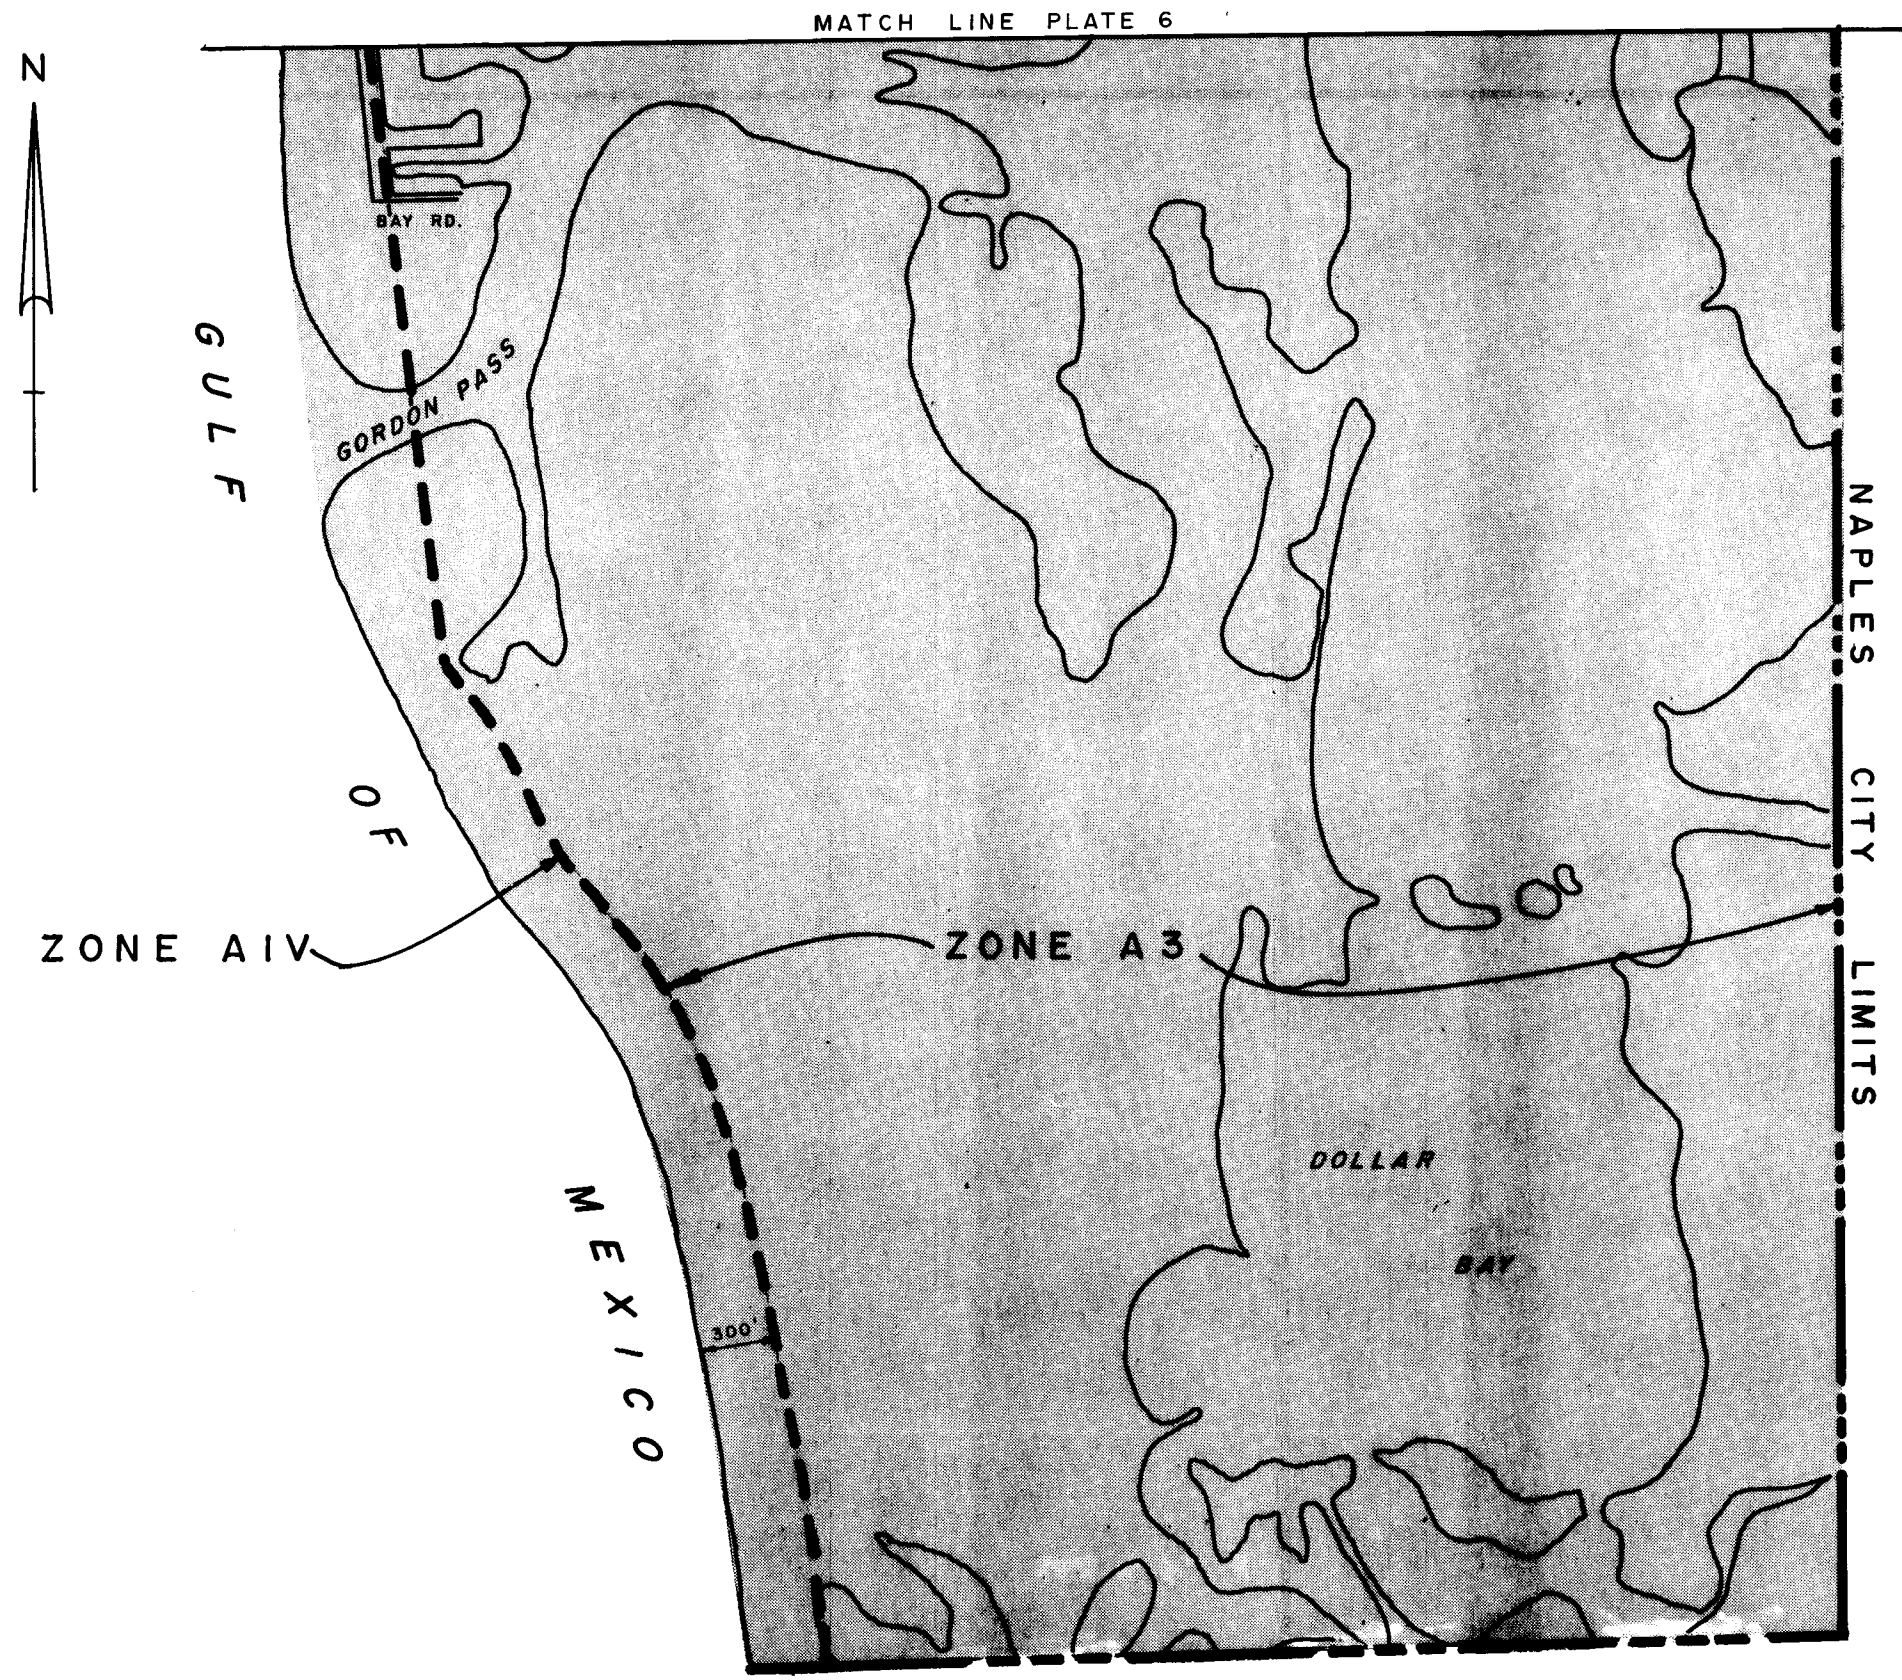 MATCH LINE PLATE 6
N
BAY RD.
GORDON PASS
GULF
OF
MEXICO
NAPLES CITY LIMITS
ZONE A1V
ZONE A3
DOLLAR
BAY
300'